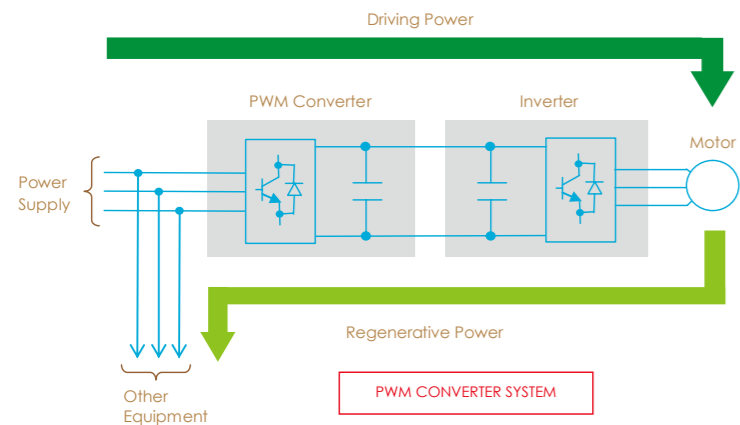 Driving Power
PWM Converter
Inverter
Motor
Power
Supply
Regenerative Power
Other
Equipment
PWM CONVERTER SYSTEM